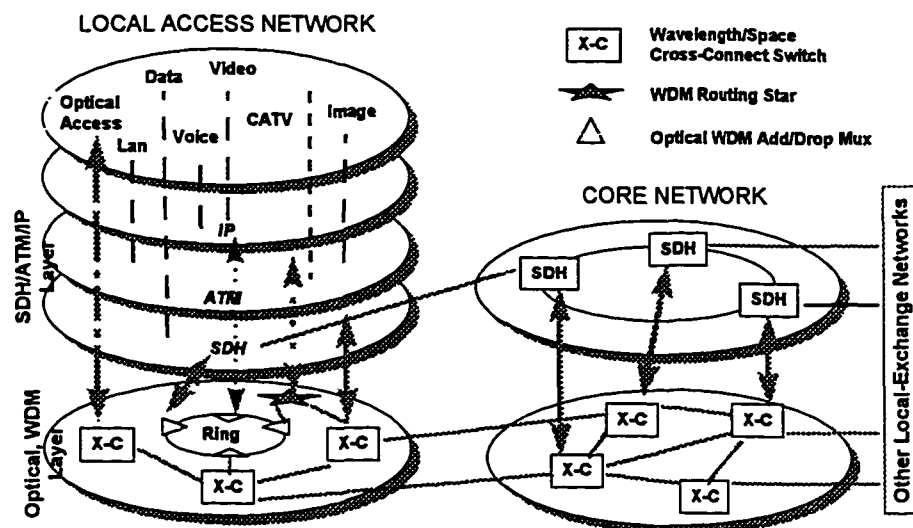 LOCAL ACCESS NETWORK
X-C
Wavelength/Space
Cross-Connect Switch
WDM Routing Star
Optical WDM Add/Drop Mux
Optical
Access
Data
Video
Lan
Voice
CATV
Image
IP
ATM
SDH
SDH/ATM/IP
Layer
CORE NETWORK
SDH
SDH
SDH
Other Local-Exchange Networks
Optical, WDM
Layer
X-C
Ring
X-C
X-C
X-C
X-C
X-C
X-C